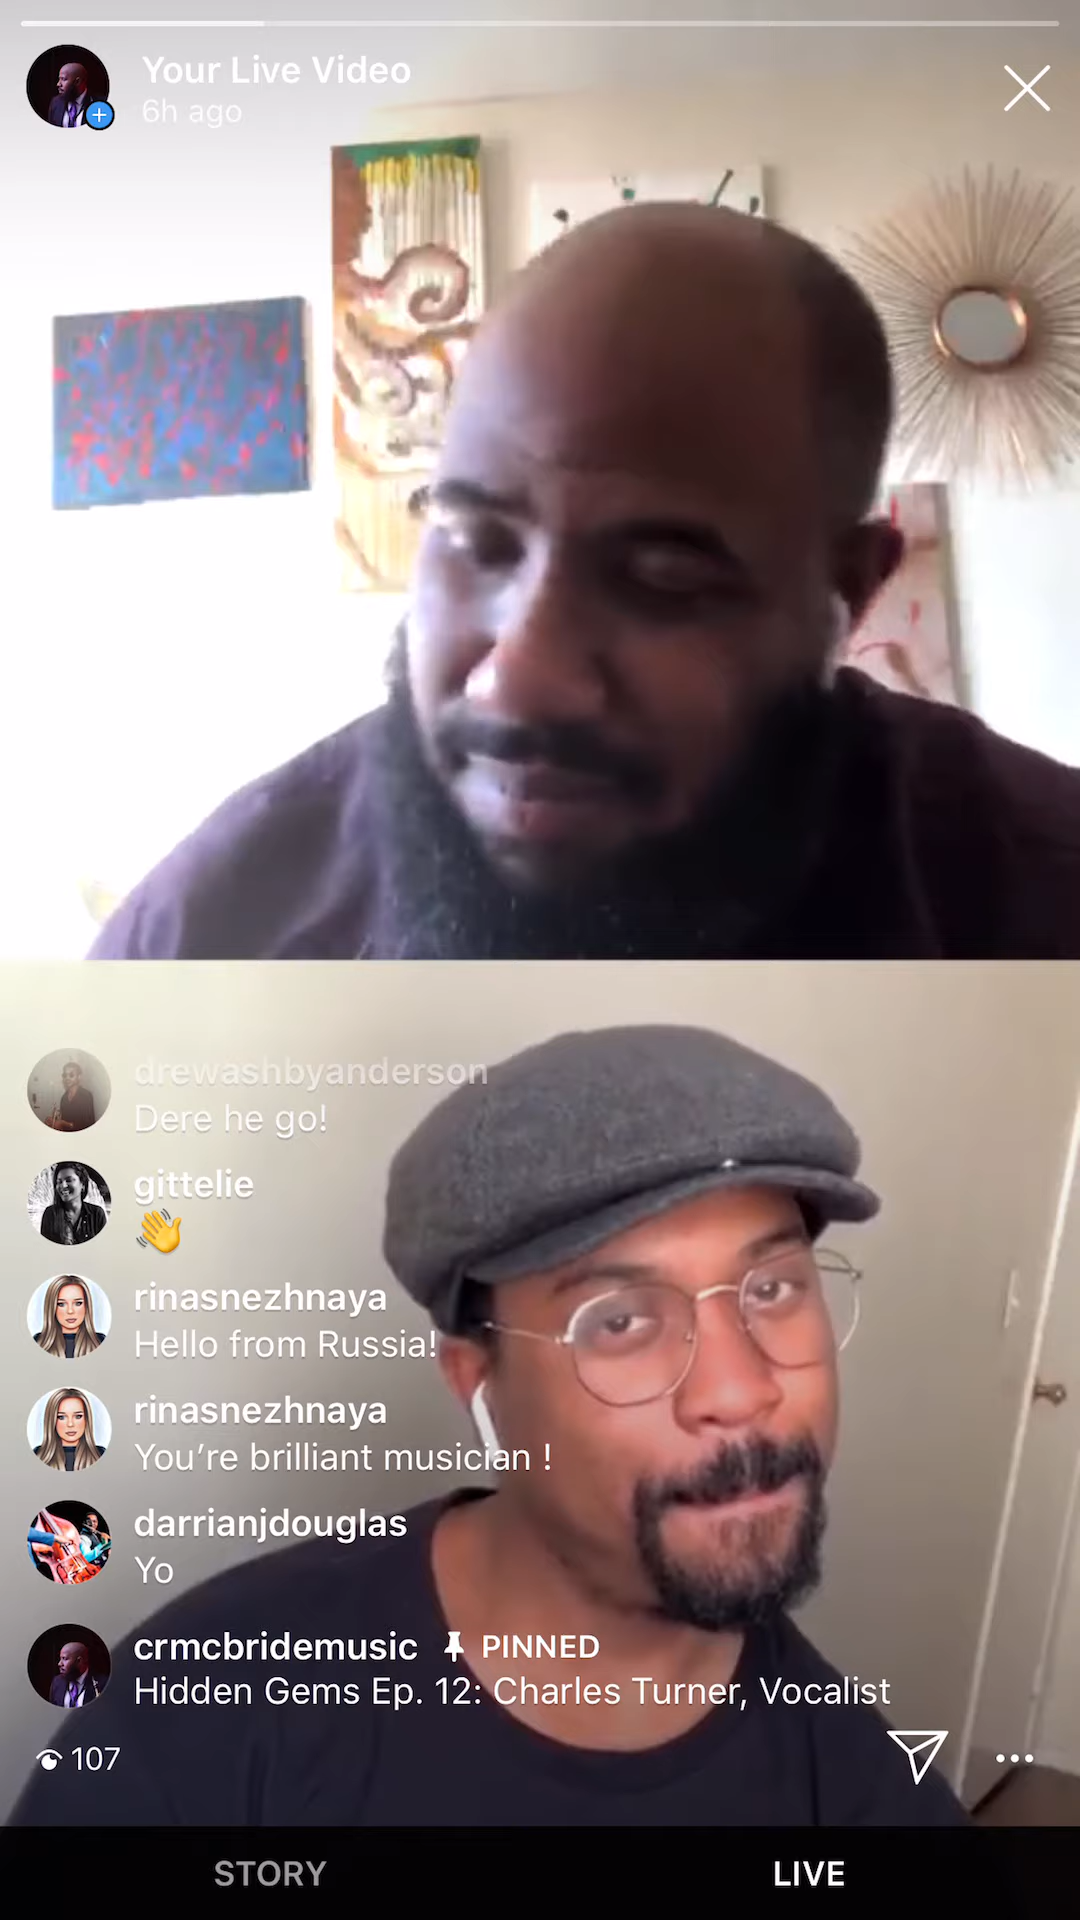 Your Live Video
6h ago
drewashbyanderson
Dere he go!
gittelie
👋
rinasnezhnaya
Hello from Russia!
rinasnezhnaya
You’re brilliant musician !
darrianjdouglas
Yo
crmcbridemusic PINNED
Hidden Gems Ep. 12: Charles Turner, Vocalist
107
STORY
LIVE